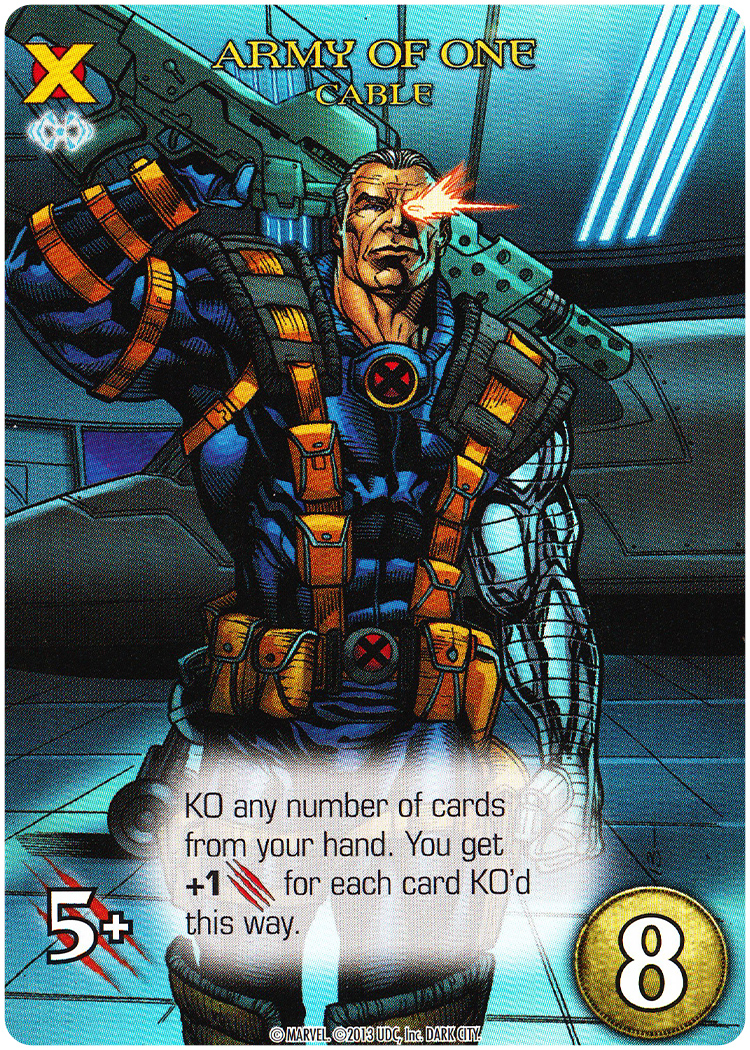 ARMY OF ONE
CABLE
KO any number of cards
from your hand. You get
+1 for each card KO'd
this way.
5+
8
© MARVEL. ©2013 UDC, Inc. DARK CITY.